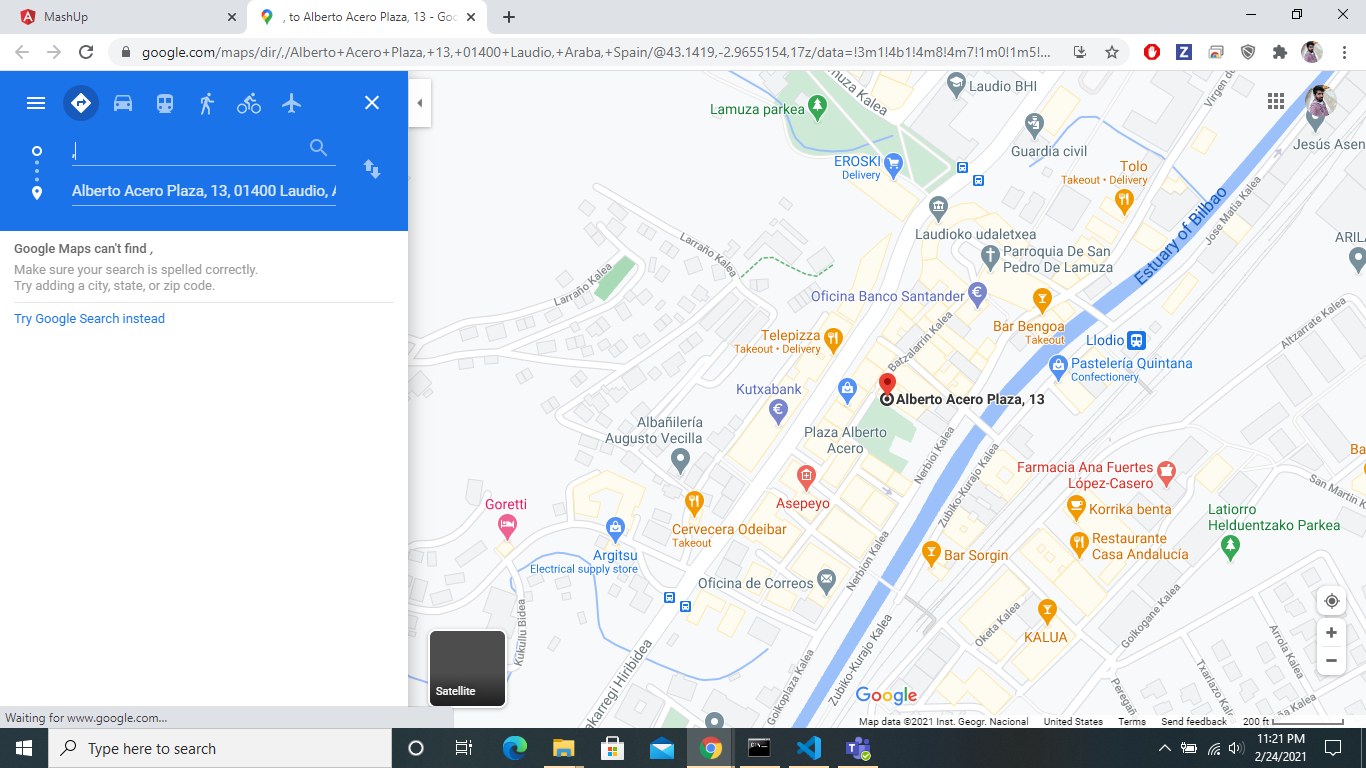 MashUp
, to Alberto Acero Plaza, 13 - Goo
google.com/maps/dir/,/Alberto+Acero+Plaza,+13,+01400+Laudio,+Araba,+Spain/@43.1419,-2.9655154,17z/data=!3m1!4b1!4m8!4m7!1m0!1m5!...
,
Alberto Acero Plaza, 13, 01400 Laudio, A
Google Maps can't find ,
Make sure your search is spelled correctly.
Try adding a city, state, or zip code.
Try Google Search instead
Lamuza parkea
Lamuza Kalea
Laudio BHI
Guardia civil
Virgen de
Jesús Asen
EROSKI
Delivery
Tolo
Takeout • Delivery
Jose Matia Kalea
Estuary of Bilbao
Laudioko udaletxea
Parroquia De San
Pedro De Lamuza
ARILA
Larraño Kalea
Larraño Kalea
Oficina Banco Santander
Bar Bengoa
Takeout
Llodio
Altzarrate Kalea
Telepizza
Takeout • Delivery
Batzalarrin Kalea
Pastelería Quintana
Confectionery
Kutxabank
Alberto Acero Plaza, 13
Albañilería
Augusto Vecilla
Plaza Alberto
Acero
Nerbioi Kalea
Zubiko-Kurajo Kalea
Farmacia Ana Fuertes
López-Casero
Ba
San Martin K
Asepeyo
Goretti
Korrika benta
Latiorro
Helduentzako Parkea
Cervecera Odeibar
Takeout
Argitsu
Electrical supply store
Restaurante
Casa Andalucía
Bar Sorgin
Nerbion Kalea
Oficina de Correos
Kukullu Bidea
Oketa Kalea
KALUA
Goikogane Kalea
Arrola Kalea
Txarlazo Kalea
Zubiko-Kurajo Kalea
Goikoplaza Kalea
akarregi Hiribidea
Peregañ
Satellite
Google
Map data ©2021 Inst. Geogr. Nacional
United States
Terms
Send feedback
200 ft
Waiting for www.google.com...
Type here to search
11:21 PM
2/24/2021